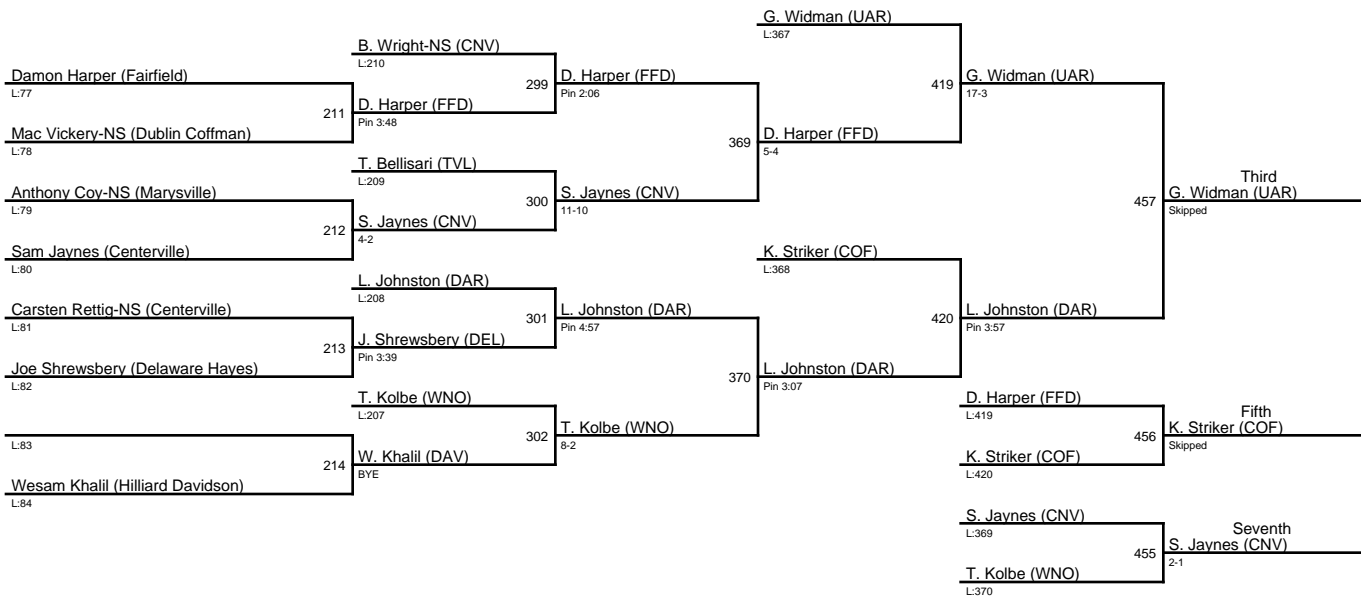 G. Widman (UAR)
L:367
B. Wright-NS (CNV)
L:210
Damon Harper (Fairfield)
L:77
299
D. Harper (FFD)
Pin 2:06
419
G. Widman (UAR)
17-3
211
D. Harper (FFD)
Pin 3:48
Mac Vickery-NS (Dublin Coffman)
L:78
369
D. Harper (FFD)
5-4
T. Bellisari (TVL)
L:209
Anthony Coy-NS (Marysville)
L:79
300
S. Jaynes (CNV)
11-10
457
Third
G. Widman (UAR)
Skipped
212
S. Jaynes (CNV)
4-2
Sam Jaynes (Centerville)
L:80
K. Striker (COF)
L:368
L. Johnston (DAR)
L:208
Carsten Rettig-NS (Centerville)
L:81
301
L. Johnston (DAR)
Pin 4:57
420
L. Johnston (DAR)
Pin 3:57
213
J. Shrewsbery (DEL)
Pin 3:39
Joe Shrewsbery (Delaware Hayes)
L:82
370
L. Johnston (DAR)
Pin 3:07
T. Kolbe (WNO)
L:207
D. Harper (FFD)
L:419
L:83
302
T. Kolbe (WNO)
8-2
456
Fifth
K. Striker (COF)
Skipped
214
W. Khalil (DAV)
BYE
K. Striker (COF)
L:420
Wesam Khalil (Hilliard Davidson)
L:84
S. Jaynes (CNV)
L:369
455
Seventh
S. Jaynes (CNV)
2-1
T. Kolbe (WNO)
L:370